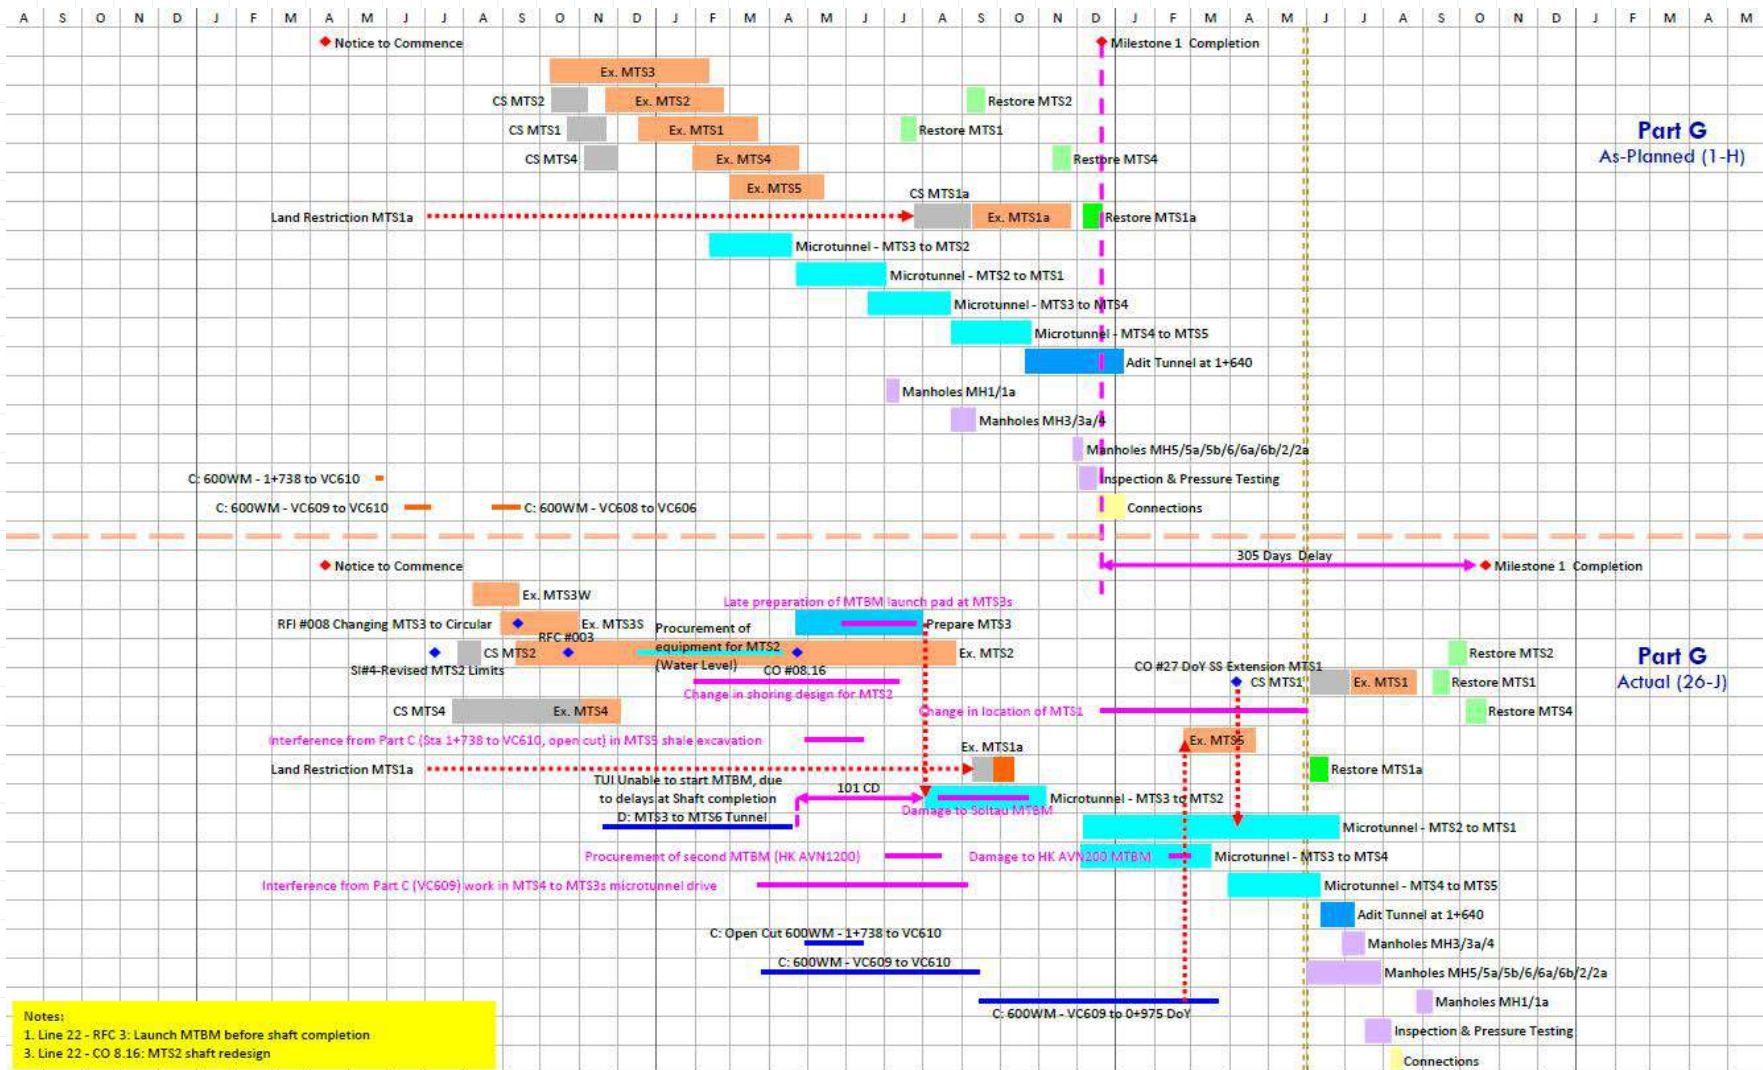 A S O N D J F M A M J J A S O N D J F M A M J J A S O N D J F M A M J J A S O N D J F M A M
Notice to Commence
Milestone 1 Completion
Ex. MTS3
CS MTS2
Ex. MTS2
Restore MTS2
CS MTS1
Ex. MTS1
Restore MTS1
Part G
As-Planned (1-H)
CS MTS4
Ex. MTS4
Restore MTS4
Ex. MTS5
CS MTS1a
Land Restriction MTS1a
Ex. MTS1a
Restore MTS1a
Microtunnel - MTS3 to MTS2
Microtunnel - MTS2 to MTS1
Microtunnel - MTS3 to MTS4
Microtunnel - MTS4 to MTS5
Adit Tunnel at 1+640
Manholes MH1/1a
Manholes MH3/3a/4
Manholes MH5/5a/5b/6/6a/6b/2/2a
C: 600WM - 1+738 to VC610
Inspection & Pressure Testing
C: 600WM - VC609 to VC610
C: 600WM - VC608 to VC606
Connections
305 Days Delay
Notice to Commence
Milestone 1 Completion
Ex. MTS3W
Late preparation of MTBM launch pad at MTS3s
RFI #008 Changing MTS3 to Circular
Ex. MTS3S
Prepare MTS3
RFC #003
Procurement of
equipment for MTS2
(Water Level)
CS MTS2
Ex. MTS2
Restore MTS2
Part G
Actual (26-J)
SI#4-Revised MTS2 Limits
CO #08.16
CO #27 DoY SS Extension MTS1
CS MTS1
Ex. MTS1
Restore MTS1
Change in shoring design for MTS2
CS MTS4
Ex. MTS4
Change in location of MTS1
Restore MTS4
Interference from Part C (Sta 1+738 to VC610, open cut) in MTS5 shale excavation
Ex. MTS5
Ex. MTS1a
Land Restriction MTS1a
Restore MTS1a
TUI Unable to start MTBM, due
to delays at Shaft completion
101 CD
Microtunnel - MTS3 to MTS2
Damage to Soltau MTBM
D: MTS3 to MTS6 Tunnel
Microtunnel - MTS2 to MTS1
Procurement of second MTBM (HK AVN1200)
Damage to HK AVN200 MTBM
Microtunnel - MTS3 to MTS4
Interference from Part C (VC609) work in MTS4 to MTS3s microtunnel drive
Microtunnel - MTS4 to MTS5
Adit Tunnel at 1+640
C: Open Cut 600WM - 1+738 to VC610
Manholes MH3/3a/4
C: 600WM - VC609 to VC610
Manholes MH5/5a/5b/6/6a/6b/2/2a
Manholes MH1/1a
C: 600WM - VC609 to 0+975 DoY
Inspection & Pressure Testing
Connections
Notes:
1. Line 22 - RFC 3: Launch MTBM before shaft completion
3. Line 22 - CO 8.16: MTS2 shaft redesign